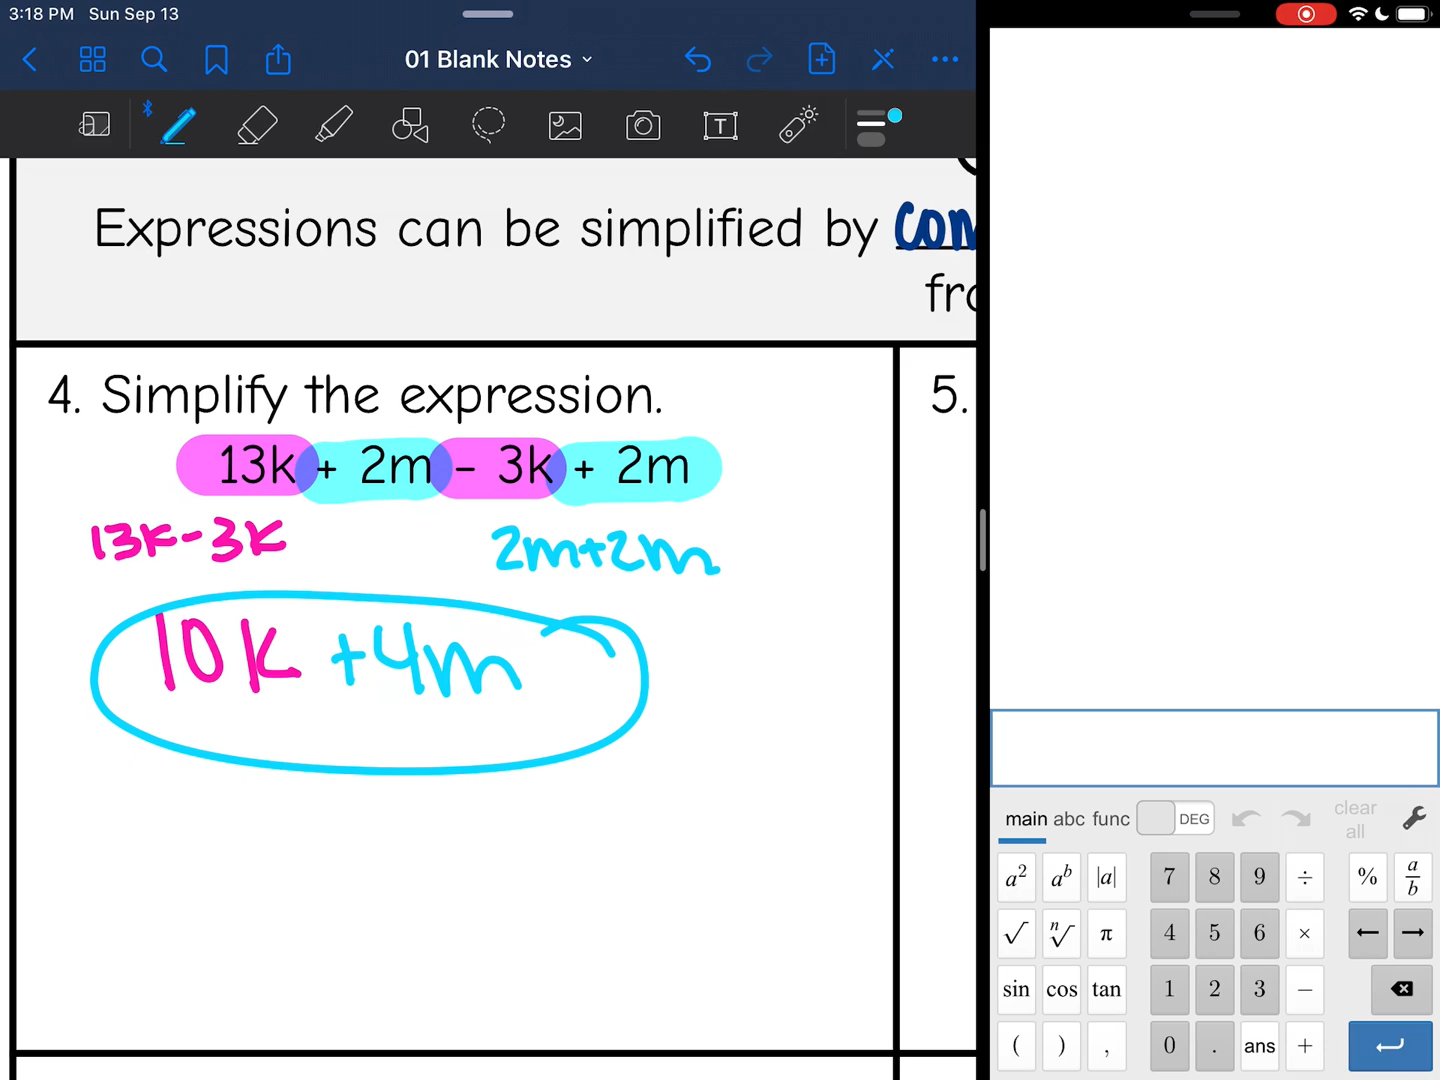 3:18 PM Sun Sep 13
01 Blank Notes
T
Expressions can be simplified by
4. Simplify the expression.
13k + 2m - 3k + 2m
13k-3k 2m+2m
10k +4m
5.
main abc func DEG clear all
a² aᵇ |a| 7 8 9 ÷ % a/b
√ ⁿ√ π 4 5 6 × ← →
sin cos tan 1 2 3 −
( ) , 0 . ans +